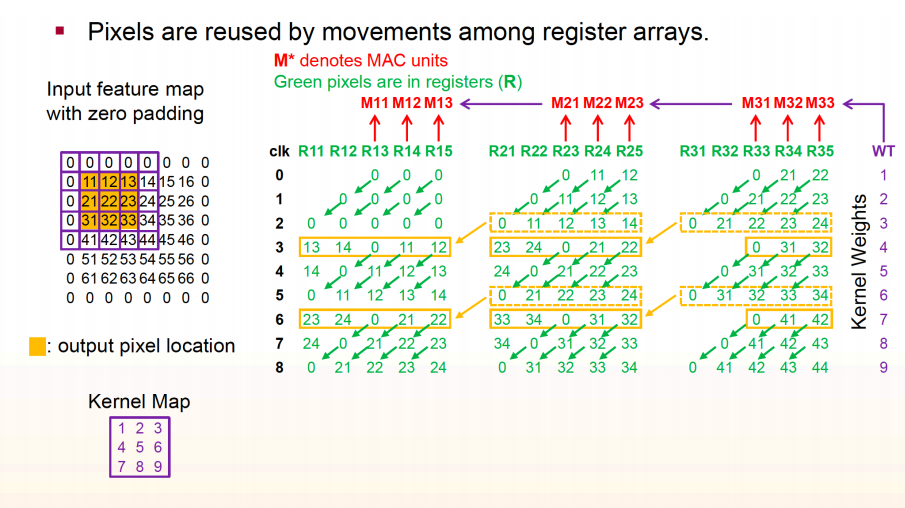 ▪ Pixels are reused by movements among register arrays.
M* denotes MAC units
Green pixels are in registers (R)
Input feature map
with zero padding
M11 M12 M13 M21 M22 M23 M31 M32 M33
clk R11 R12 R13 R14 R15 R21 R22 R23 R24 R25 R31 R32 R33 R34 R35 WT
0 0 0 0 0 11 12 0 21 22 1
1 0 0 0 0 0 11 12 13 0 21 22 23 2
2 0 0 0 0 0 0 11 12 13 14 0 21 22 23 24 3
3 13 14 0 11 12 23 24 0 21 22 0 31 32 4
4 14 0 11 12 13 24 0 21 22 23 0 31 32 33 5
5 0 11 12 13 14 0 21 22 23 24 0 31 32 33 34 6
6 23 24 0 21 22 33 34 0 31 32 0 41 42 7
7 24 0 21 22 23 34 0 31 32 33 0 41 42 43 8
8 0 21 22 23 24 0 31 32 33 34 0 41 42 43 44 9
Kernel Weights
0 0 0 0 0 0 0 0
0 11 12 13 14 15 16 0
0 21 22 23 24 25 26 0
0 31 32 33 34 35 36 0
0 41 42 43 44 45 46 0
0 51 52 53 54 55 56 0
0 61 62 63 64 65 66 0
0 0 0 0 0 0 0 0
: output pixel location
Kernel Map
1 2 3
4 5 6
7 8 9